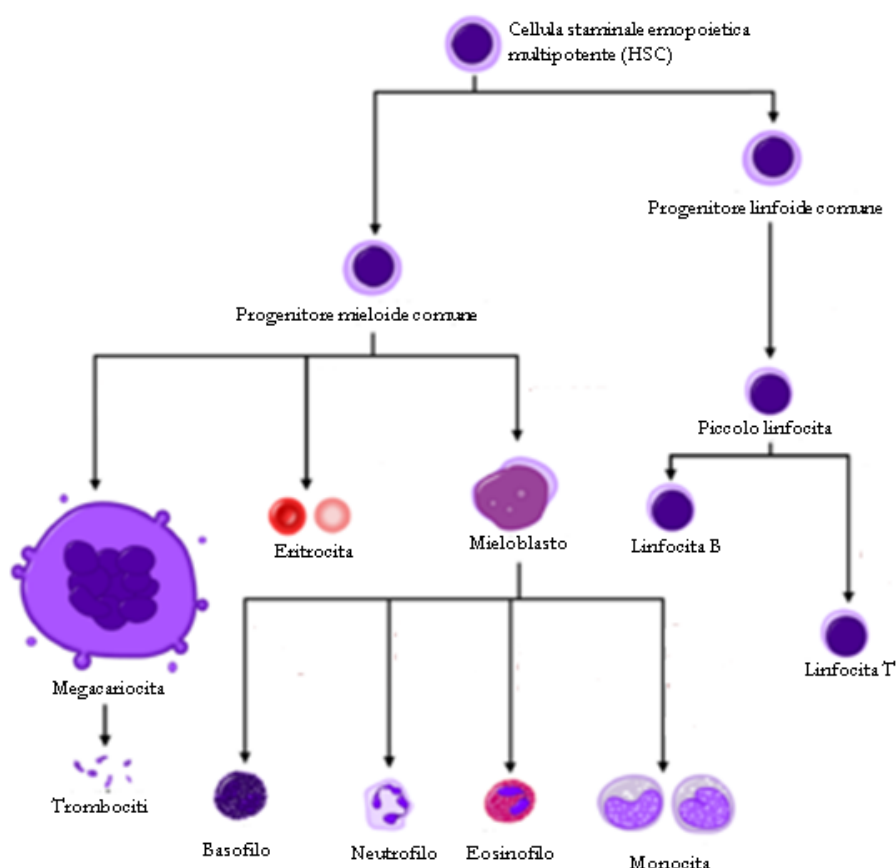 Cellula staminale emopoietica
multipotente (HSC)
Progenitore linfoide comune
Progenitore mieloide comune
Piccolo linfocita
Eritrocita
Mieloblasto
Linfocita B
Linfocita T
Megacariocita
Trombociti
Basofilo
Neutrofilo
Eosinofilo
Monocita